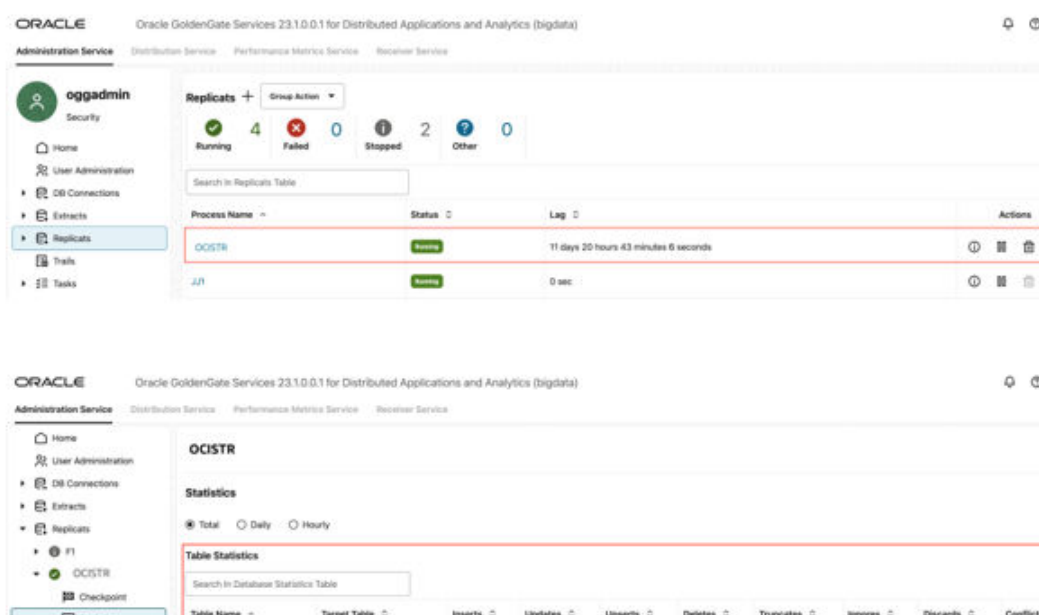 ORACLE Oracle GoldenGate Services 23.1.0.0.1 for Distributed Applications and Analytics (bigdata)
Administration Service Distribution Service Performance Metrics Service Receiver Service
oggadmin
Security
Replicats + Group Action
4 0 2 0
Running Failed Stopped Other
Home
User Administration
Search In Replicats Table
DB Connections
Extracts
Process Name Status Lag Actions
Replicats
OCISTR Running 11 days 20 hours 43 minutes 6 seconds
Trails
Tasks
JJ1 Running 0 sec
ORACLE Oracle GoldenGate Services 23.1.0.0.1 for Distributed Applications and Analytics (bigdata)
Administration Service Distribution Service Performance Metrics Service Receiver Service
Home
OCISTR
User Administration
DB Connections
Statistics
Extracts
Replicats
Total Daily Hourly
F1
Table Statistics
OCISTR
Search In Database Statistics Table
Checkpoint
Table Name Target Table Inserts Updates Upserts Deletes Truncates Ignores Discards Conflict